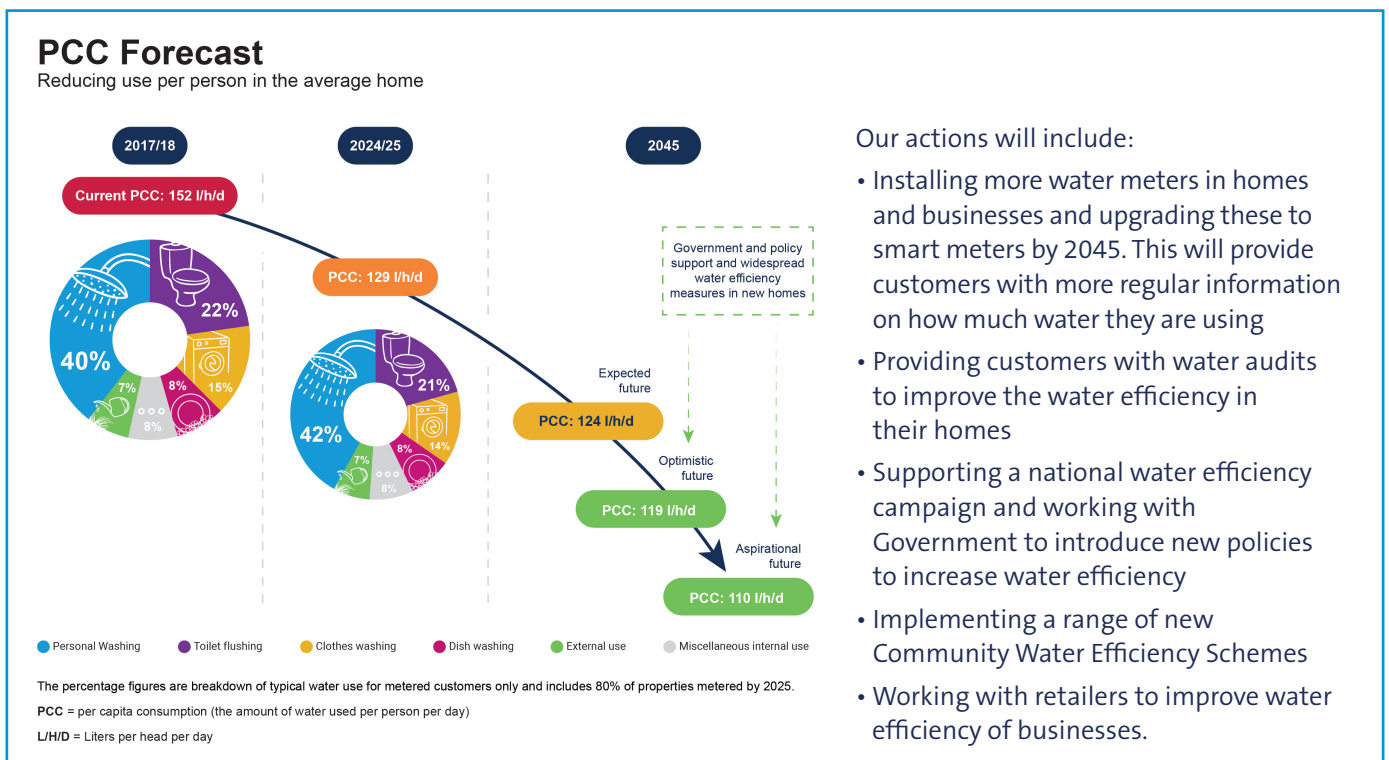 PCC Forecast
Reducing use per person in the average home
2017/18
2024/25
2045
Current PCC: 152 l/h/d
PCC: 129 l/h/d
Government and policy
support and widespread
water efficiency
measures in new homes
22%
40%
15%
7%
8%
8%
21%
42%
14%
7%
8%
8%
Expected
future
PCC: 124 l/h/d
Optimistic
future
PCC: 119 l/h/d
Aspirational
future
PCC: 110 l/h/d
Personal Washing
Toilet flushing
Clothes washing
Dish washing
External use
Miscellaneous internal use
The percentage figures are breakdown of typical water use for metered customers only and includes 80% of properties metered by 2025.
PCC = per capita consumption (the amount of water used per person per day)
L/H/D = Liters per head per day
Our actions will include:
• Installing more water meters in homes
and businesses and upgrading these to
smart meters by 2045. This will provide
customers with more regular information
on how much water they are using
• Providing customers with water audits
to improve the water efficiency in
their homes
• Supporting a national water efficiency
campaign and working with
Government to introduce new policies
to increase water efficiency
• Implementing a range of new
Community Water Efficiency Schemes
• Working with retailers to improve water
efficiency of businesses.